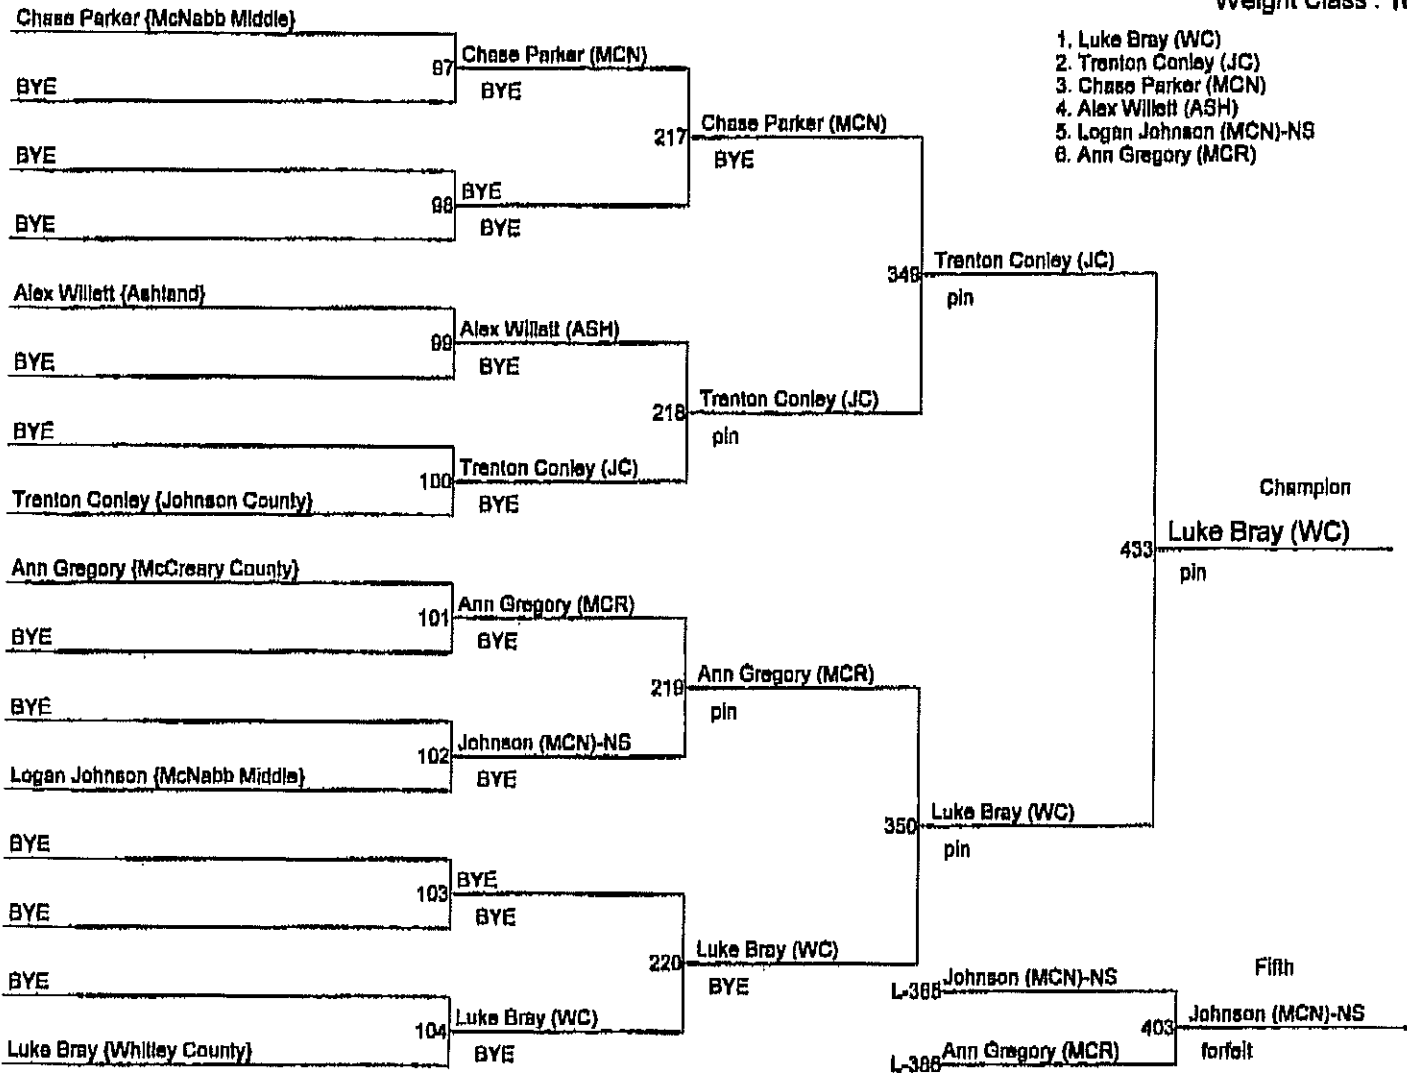 Weight Class :
Chase Parker {McNabb Middle}
1. Luke Bray (WC)
2. Trenton Conley (JC)
3. Chase Parker (MCN)
4. Alex Willett (ASH)
5. Logan Johnson (MCN)-NS
6. Ann Gregory (MCR)
97 Chase Parker (MCN)
BYE
BYE
217 Chase Parker (MCN)
BYE
BYE
98 BYE
BYE
BYE
349 Trenton Conley (JC)
pin
Alex Willett {Ashland}
99 Alex Willett (ASH)
BYE
BYE
218 Trenton Conley (JC)
pin
BYE
100 Trenton Conley (JC)
BYE
Trenton Conley {Johnson County}
Champion
433 Luke Bray (WC)
pin
Ann Gregory {McCreary County}
101 Ann Gregory (MCR)
BYE
BYE
219 Ann Gregory (MCR)
pin
BYE
102 Johnson (MCN)-NS
BYE
Logan Johnson {McNabb Middle}
350 Luke Bray (WC)
pin
BYE
103 BYE
BYE
BYE
220 Luke Bray (WC)
BYE
BYE
104 Luke Bray (WC)
BYE
Luke Bray {Whitley County}
Fifth
Johnson (MCN)-NS
403 Johnson (MCN)-NS
forfeit
L-386 Ann Gregory (MCR)